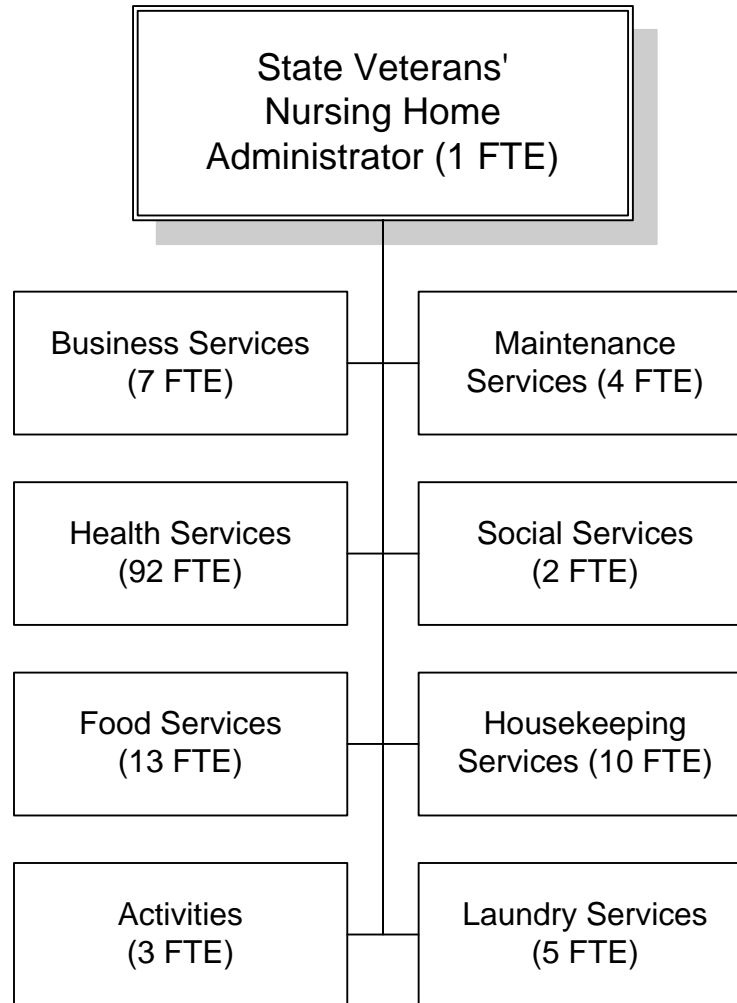 State Veterans'
Nursing Home
Administrator (1 FTE)
Business Services
(7 FTE)
Maintenance
Services (4 FTE)
Health Services
(92 FTE)
Social Services
(2 FTE)
Food Services
(13 FTE)
Housekeeping
Services (10 FTE)
Activities
(3 FTE)
Laundry Services
(5 FTE)